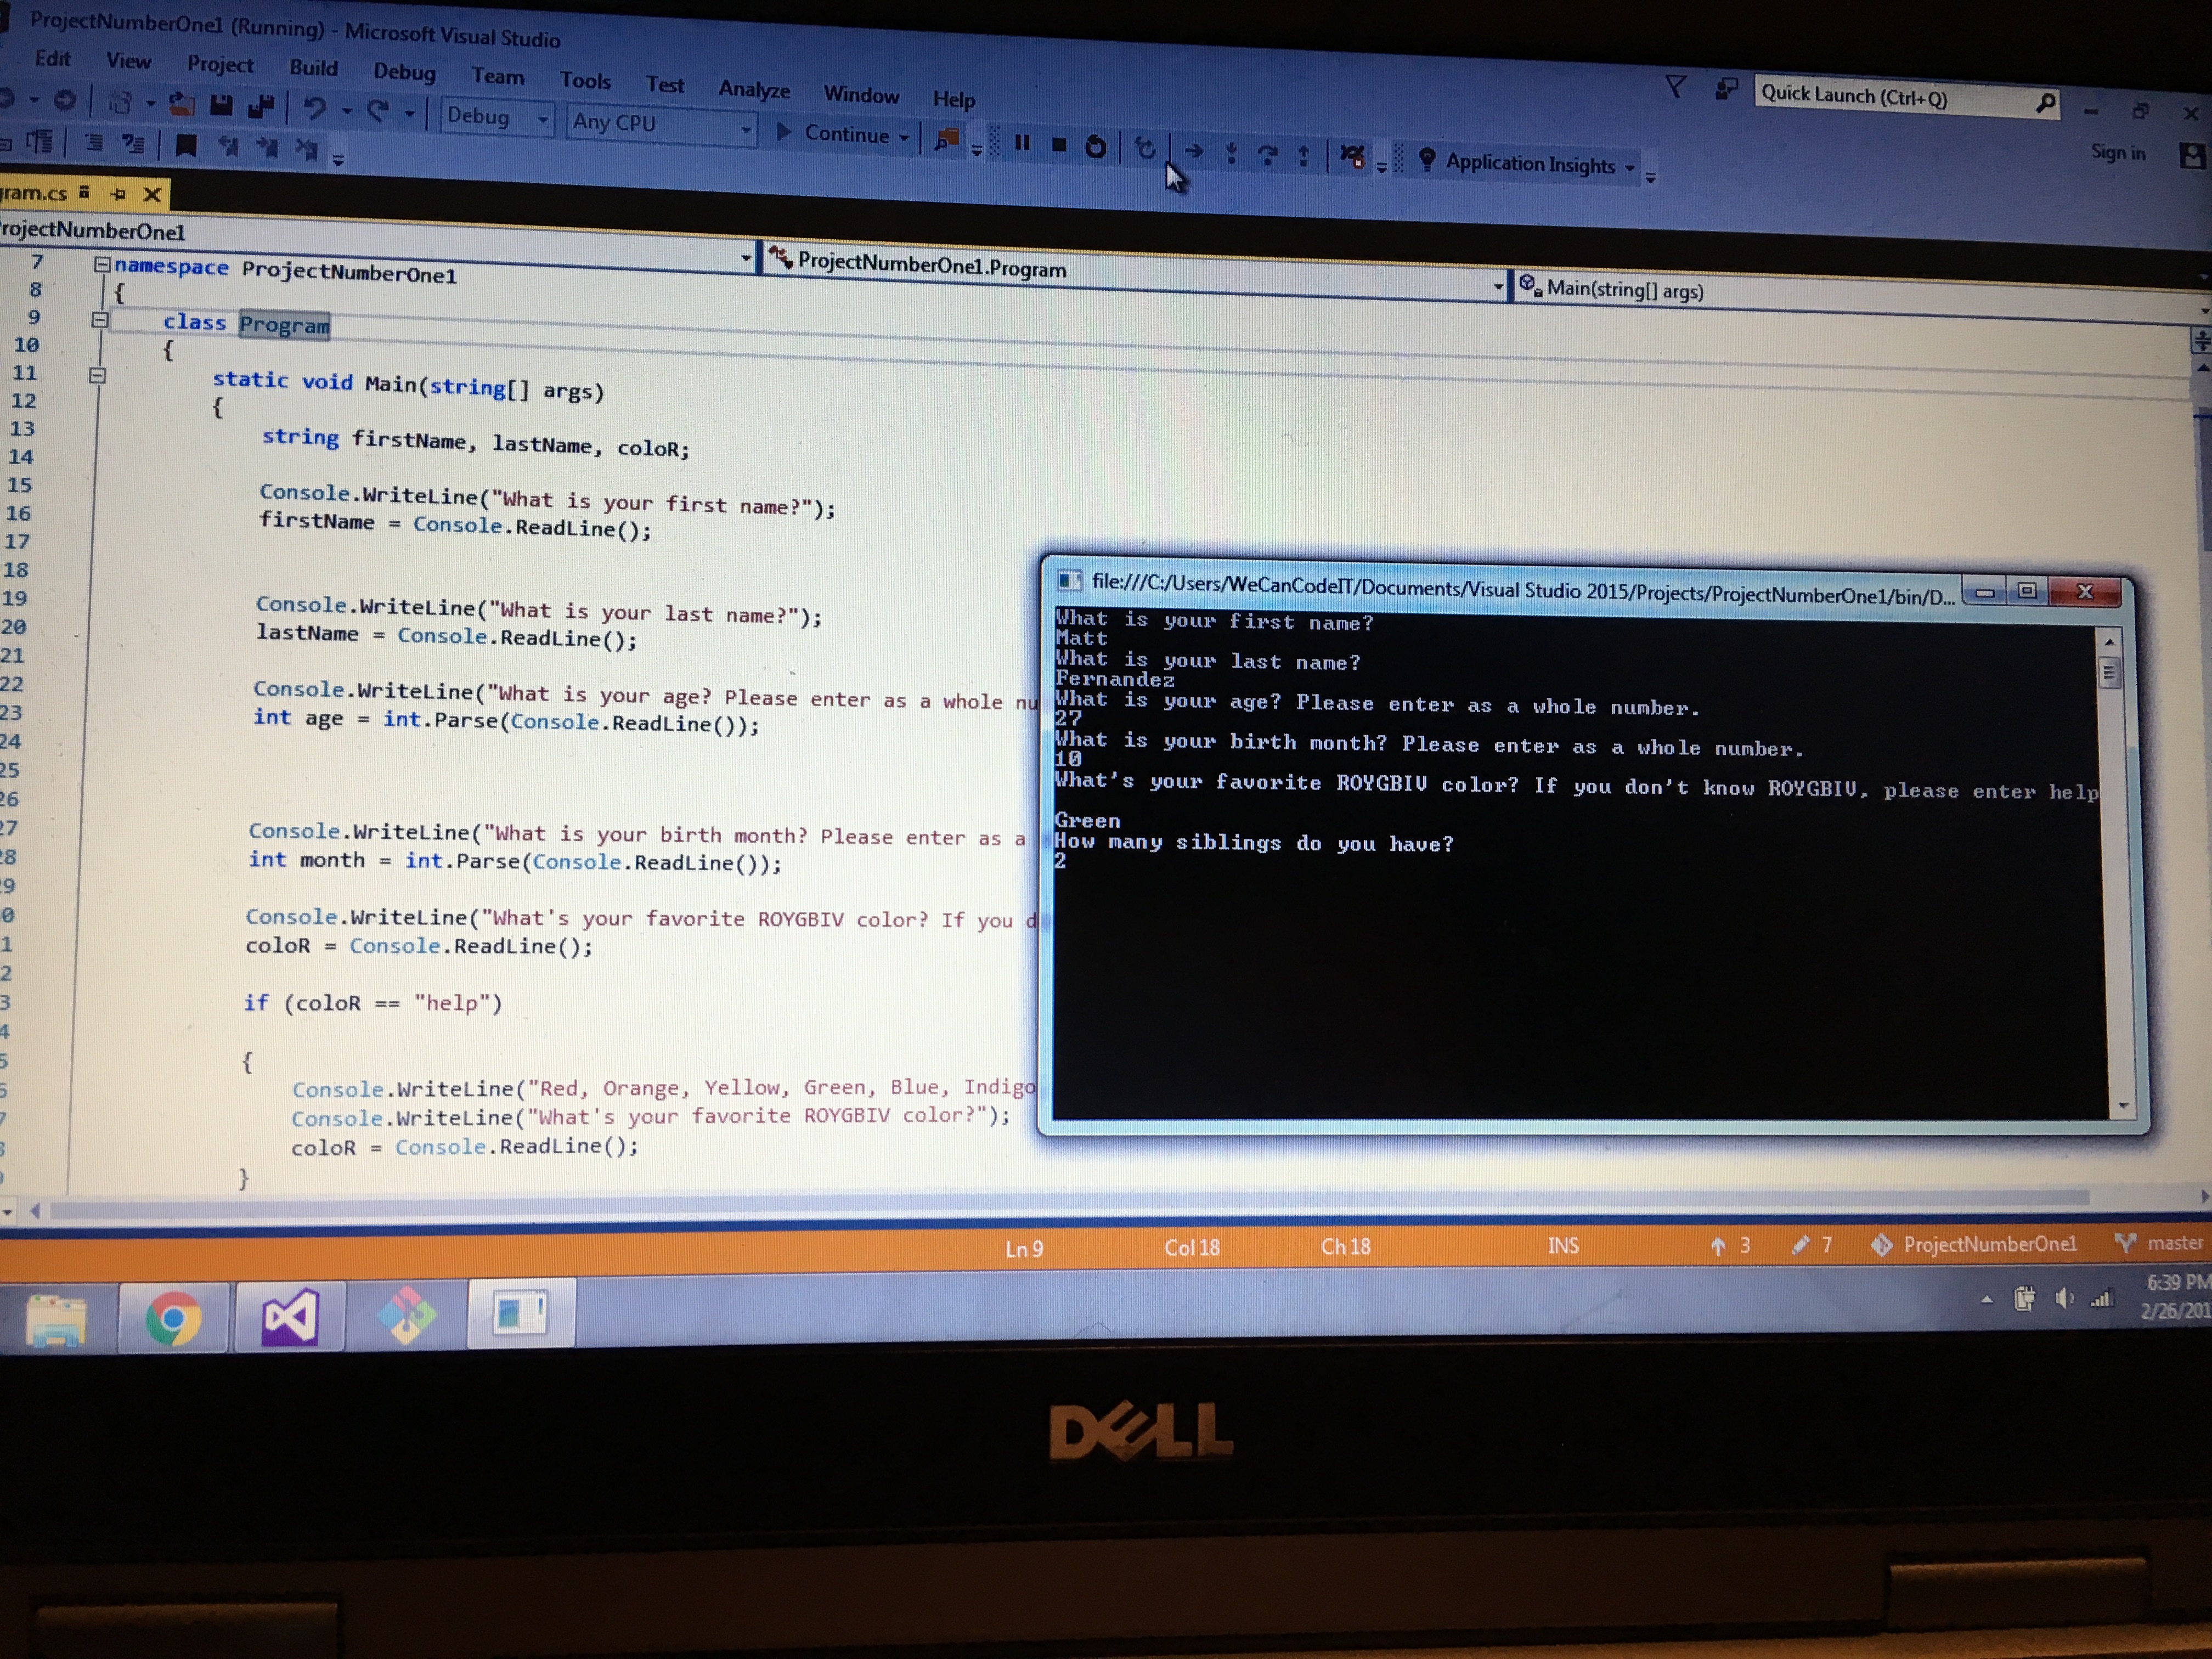 ProjectNumberOne1 (Running) - Microsoft Visual Studio
Edit View Project Build Debug Team Tools Test Analyze Window Help
Quick Launch (Ctrl+Q)
Debug Any CPU Continue Application Insights
Sign in
ram.cs
rojectNumberOne1 ProjectNumberOne1.Program Main(string[] args)
7 namespace ProjectNumberOne1
8 {
9 class Program
10 {
11 static void Main(string[] args)
12 {
13 string firstName, lastName, coloR;
14
15 Console.WriteLine("What is your first name?");
16 firstName = Console.ReadLine();
17
18
19 Console.WriteLine("What is your last name?");
20 lastName = Console.ReadLine();
21
22 Console.WriteLine("What is your age? Please enter as a whole nu
23 int age = int.Parse(Console.ReadLine());
24
25
26
27 Console.WriteLine("What is your birth month? Please enter as a
8 int month = int.Parse(Console.ReadLine());
9
0 Console.WriteLine("What's your favorite ROYGBIV color? If you d
1 coloR = Console.ReadLine();
2
3 if (coloR == "help")
4
5 {
6 Console.WriteLine("Red, Orange, Yellow, Green, Blue, Indigo
7 Console.WriteLine("What's your favorite ROYGBIV color?");
8 coloR = Console.ReadLine();
}
file:///C:/Users/WeCanCodeIT/Documents/Visual Studio 2015/Projects/ProjectNumberOne1/bin/D...
What is your first name?
Matt
What is your last name?
Fernandez
What is your age? Please enter as a whole number.
27
What is your birth month? Please enter as a whole number.
10
What's your favorite ROYGBIV color? If you don't know ROYGBIV, please enter help
Green
How many siblings do you have?
2
Ln 9 Col 18 Ch 18 INS 3 7 ProjectNumberOne1 master
6:39 PM
2/26/201
DELL